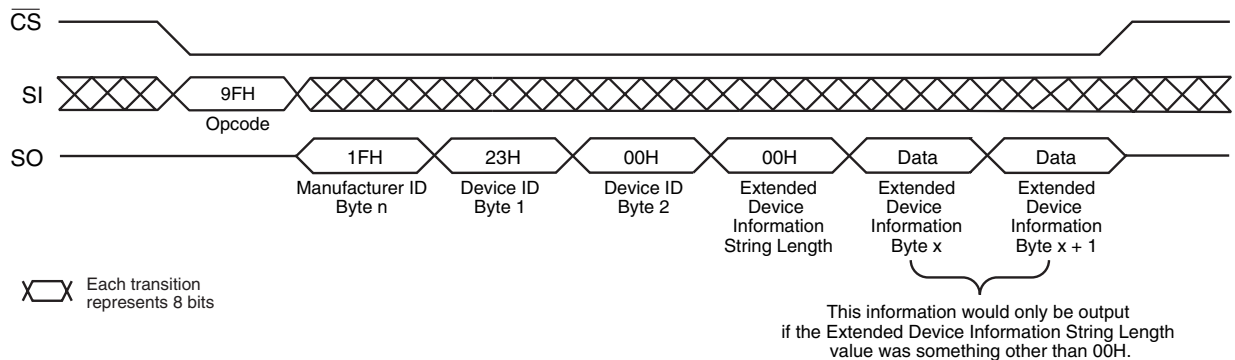 CS
SI
9FH
Opcode
SO
1FH
23H
00H
00H
Data
Data
Manufacturer ID
Byte n
Device ID
Byte 1
Device ID
Byte 2
Extended
Device
Information
String Length
Extended
Device
Information
Byte x
Extended
Device
Information
Byte x + 1
Each transition
represents 8 bits
This information would only be output
if the Extended Device Information String Length
value was something other than 00H.